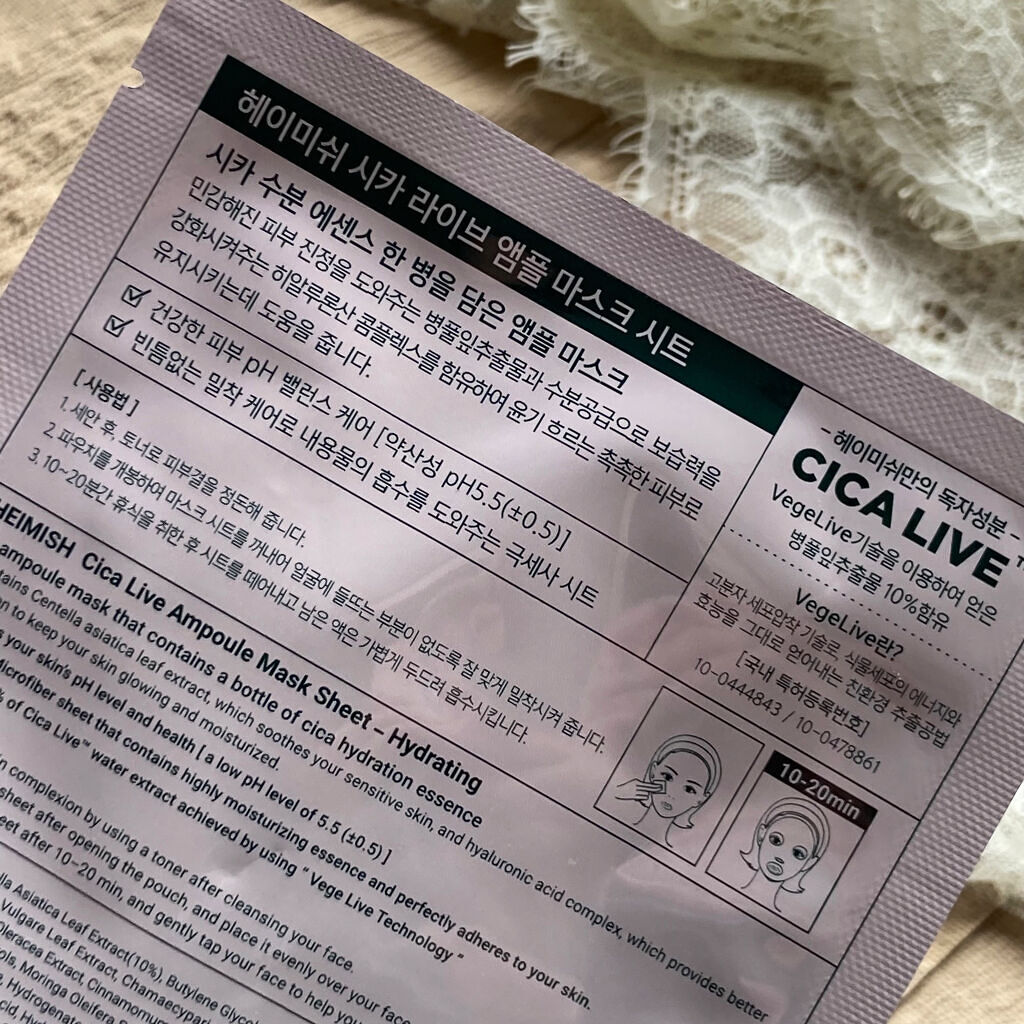 헤이미쉬 시카 라이브 앰플 마스크 시트
시카 수분 에센스 한 병을 담은 앰플 마스크
민감해진 피부 진정을 도와주는 병풀잎추출물과 수분공급으로 보습력을
강화시켜주는 히알루론산 콤플렉스를 함유하여 윤기 흐르는 촉촉한 피부로
유지시키는데 도움을 줍니다.
건강한 피부 pH 밸런스 케어 [약산성 pH5.5(±0.5)]
빈틈없는 밀착 케어로 내용물의 흡수를 도와주는 극세사 시트
[ 사용법 ]
1. 세안 후, 토너로 피부결을 정돈해 줍니다.
2. 파우치를 개봉하여 마스크 시트를 꺼내어 얼굴에 들뜨는 부분이 없도록 잘 맞게 밀착시켜 줍니다.
3. 10~20분간 휴식을 취한 후 시트를 떼어내고 남은 액은 가볍게 두드려 흡수시킵니다.
- 헤이미쉬만의 독자성분 -
CICA LIVE™
VegeLive기술을 이용하여 얻은
병풀잎추출물 10%함유
VegeLive란?
고분자 세포압착 기술로, 식물세포의 에너지와
효능을 그대로 얻어내는 친환경 추출공법
[국내 특허등록번호]
10-0444843 / 10-0478861
10-20min
HEIMISH Cica Live Ampoule Mask Sheet – Hydrating
ampoule mask that contains a bottle of cica hydration essence
Centella asiatica leaf extract, which soothes your sensitive skin, and hyaluronic acid complex, which provides better
to keep your skin glowing and moisturized.
your skin's pH level and health [ a low pH level of 5.5 (±0.5) ]
Microfiber sheet that contains highly moisturizing essence and perfectly adheres to your skin.
of Cica Live™ water extract achieved by using " Vege Live Technology "
complexion by using a toner after cleansing your face.
sheet after opening the pouch, and place it evenly over your face.
after 10-20 min, and gently tap your face to help you
Asiatica Leaf Extract(10%), Butylene
Vulgare Leaf Extract,
Oleracea Extract,
Moringa Oleifera